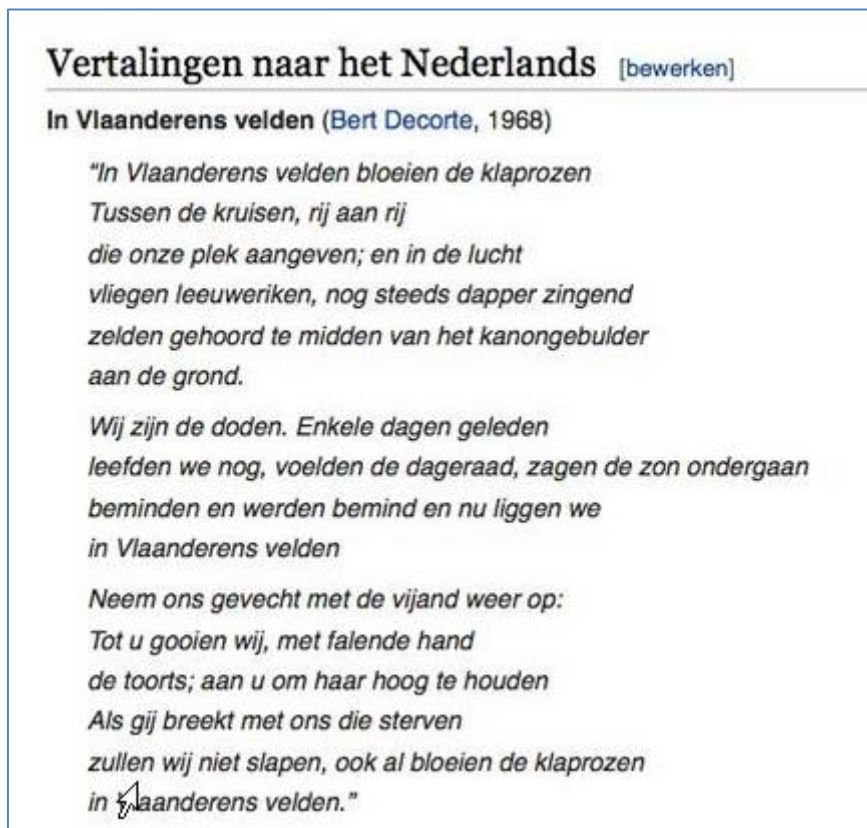 Vertalingen naar het Nederlands [bewerken]
In Vlaanderens velden (Bert Decorte, 1968)
"In Vlaanderens velden bloeien de klaprozen
Tussen de kruisen, rij aan rij
die onze plek aangeven; en in de lucht
vliegen leeuweriken, nog steeds dapper zingend
zelden gehoord te midden van het kanongebulder
aan de grond.
Wij zijn de doden. Enkele dagen geleden
leefden we nog, voelden de dageraad, zagen de zon ondergaan
beminden en werden bemind en nu liggen we
in Vlaanderens velden
Neem ons gevecht met de vijand weer op:
Tot u gooien wij, met falende hand
de toorts; aan u om haar hoog te houden
Als gij breekt met ons die sterven
zullen wij niet slapen, ook al bloeien de klaprozen
in Vlaanderens velden."